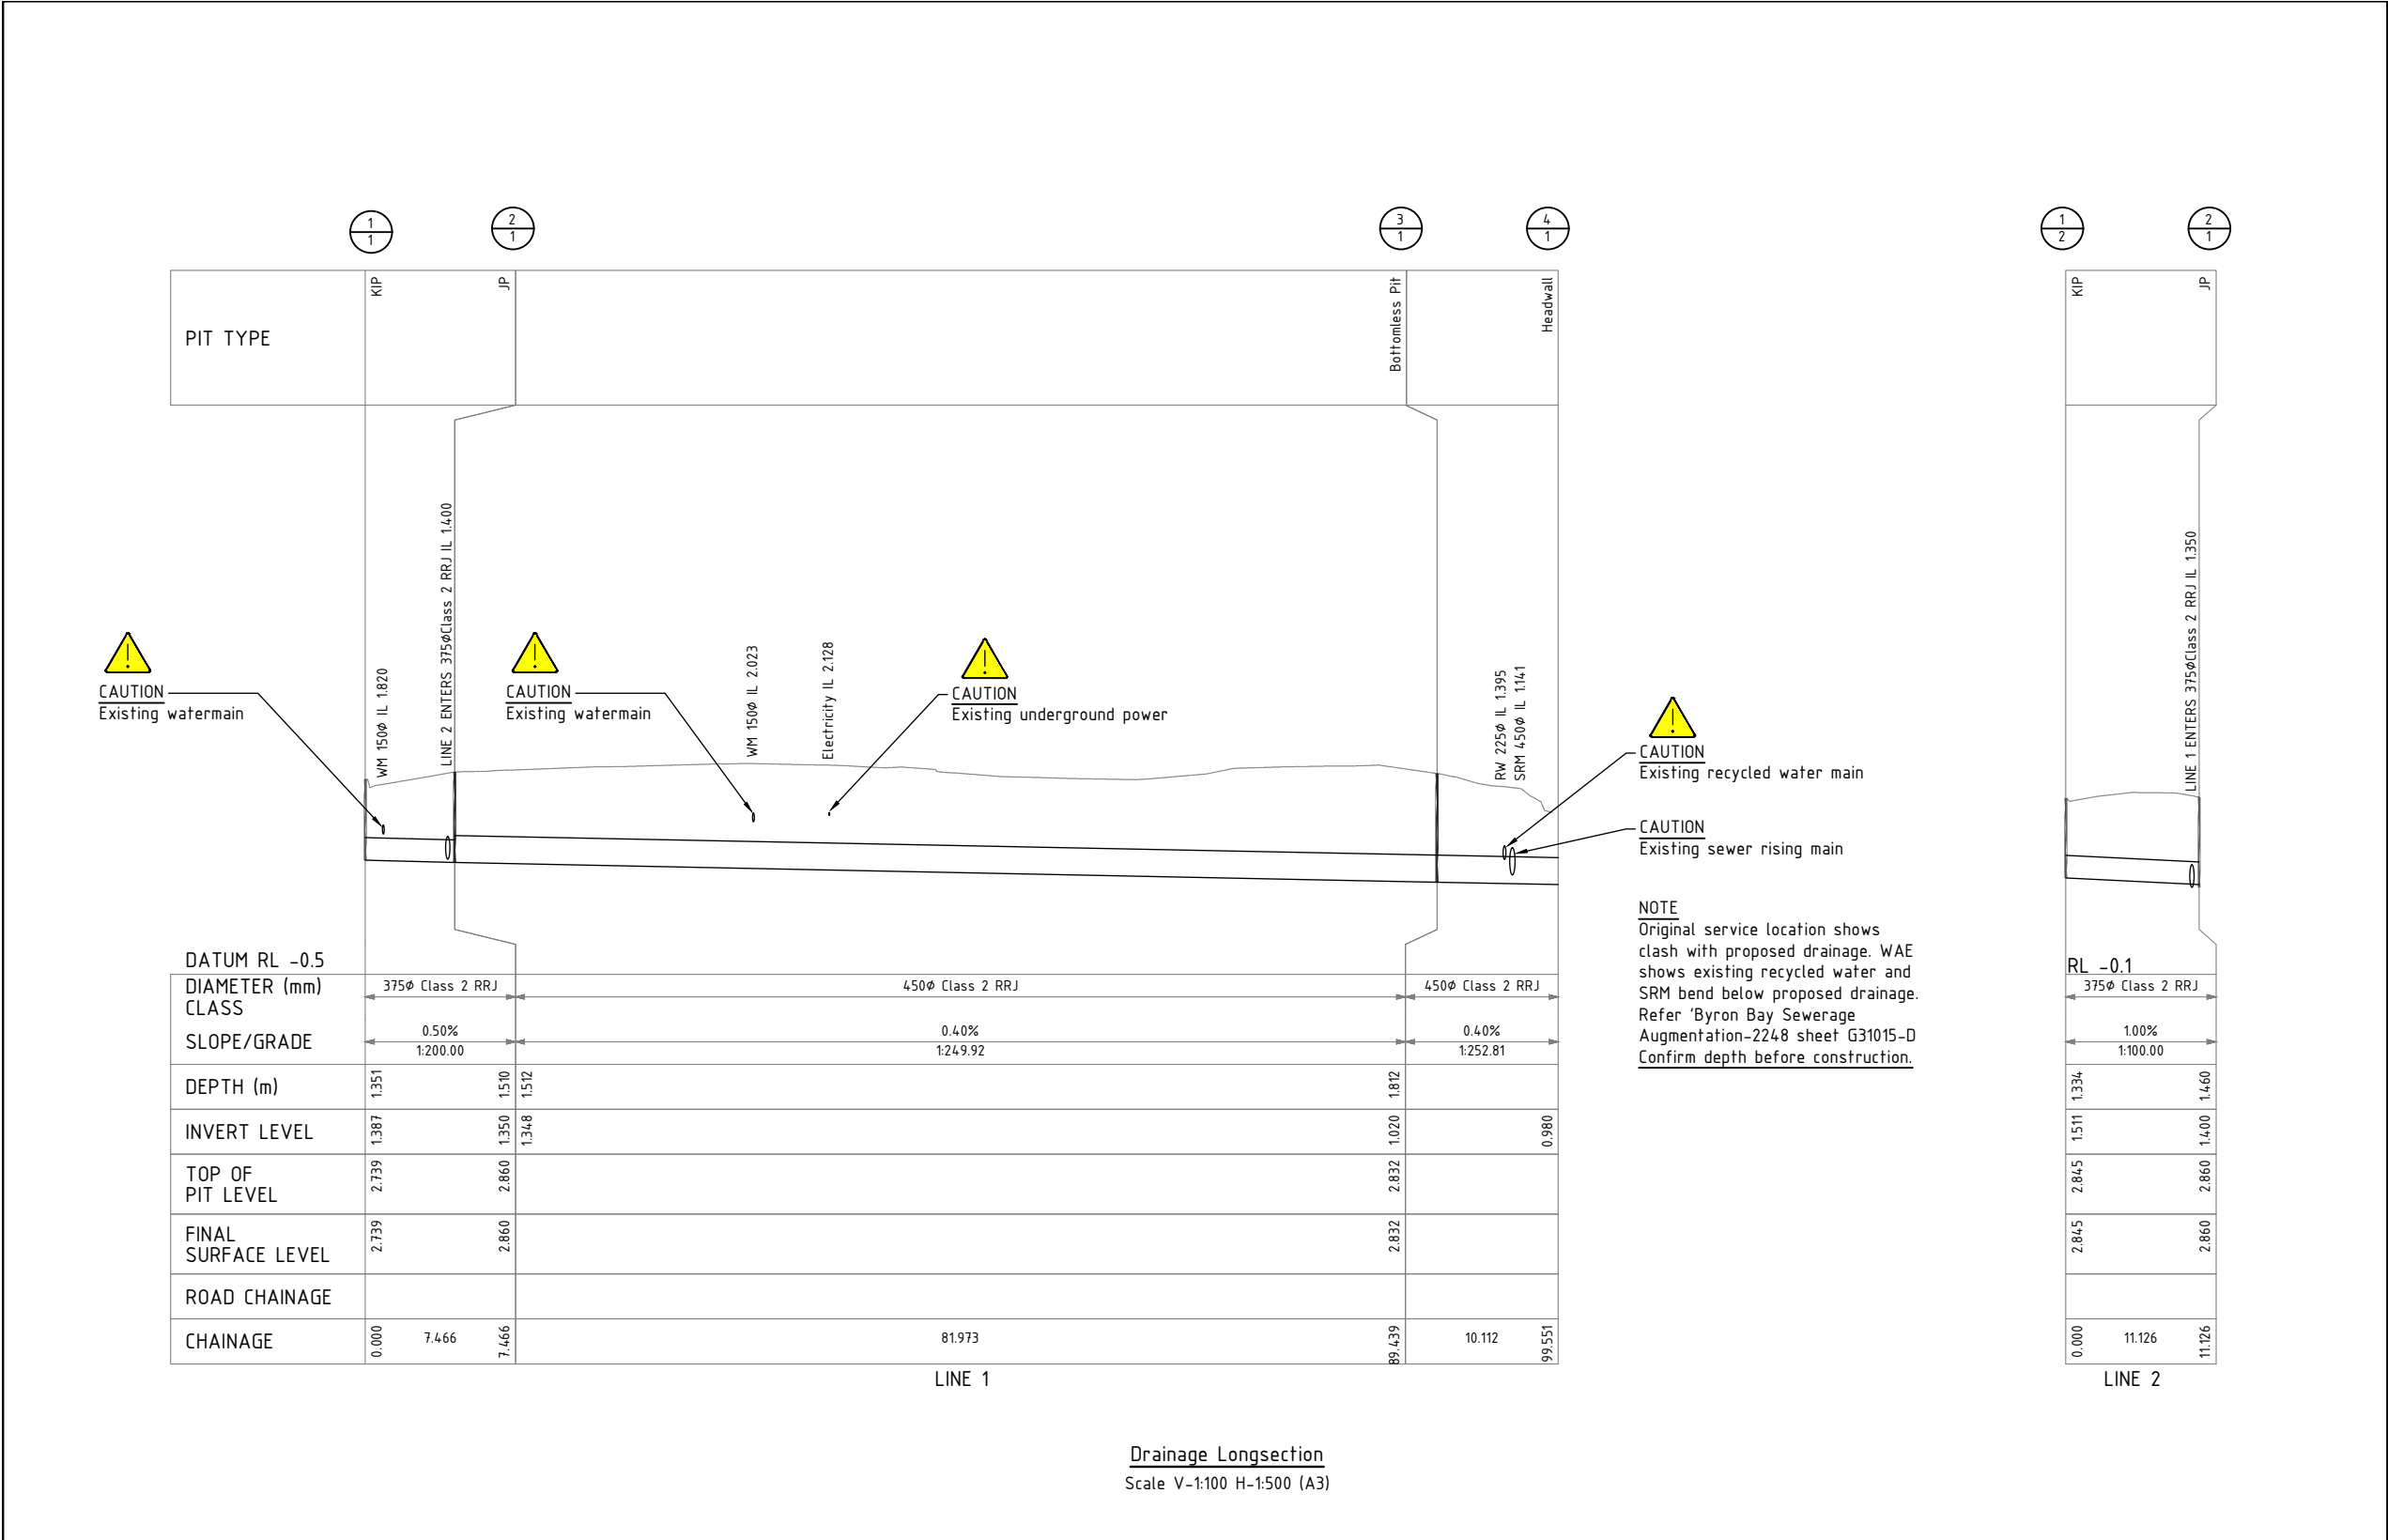 1
1
2
1
3
1
4
1
1
2
2
1
PIT TYPE
KIP
JP
Bottomless Pit
Headwall
KIP
JP
WM 150ø IL 1.820
LINE 2 ENTERS 375øClass 2 RRJ IL 1.400
WM 150ø IL 2.023
Electricity IL 2.128
RW 225ø IL 1.395
SRM 450ø IL 1.141
LINE 1 ENTERS 375øClass 2 RRJ IL 1.350
!
CAUTION
Existing watermain
!
CAUTION
Existing watermain
!
CAUTION
Existing underground power
!
CAUTION
Existing recycled water main
CAUTION
Existing sewer rising main
NOTE
Original service location shows
clash with proposed drainage. WAE
shows existing recycled water and
SRM bend below proposed drainage.
Refer 'Byron Bay Sewerage
Augmentation-2248 sheet G31015-D
Confirm depth before construction.
DATUM RL -0.5
RL -0.1
DIAMETER (mm)
CLASS
375ø Class 2 RRJ
450ø Class 2 RRJ
450ø Class 2 RRJ
375ø Class 2 RRJ
SLOPE/GRADE
0.50%
1:200.00
0.40%
1:249.92
0.40%
1:252.81
1.00%
1:100.00
DEPTH (m)
1.351
1.510
1.512
1.812
1.334
1.460
INVERT LEVEL
1.387
1.350
1.348
1.020
0.980
1.511
1.400
TOP OF
PIT LEVEL
2.739
2.860
2.832
2.845
2.860
FINAL
SURFACE LEVEL
2.739
2.860
2.832
2.845
2.860
ROAD CHAINAGE
CHAINAGE
0.000
7.466
7.466
81.973
89.439
10.112
99.551
0.000
11.126
11.126
LINE 1
LINE 2
Drainage Longsection
Scale V-1:100 H-1:500 (A3)